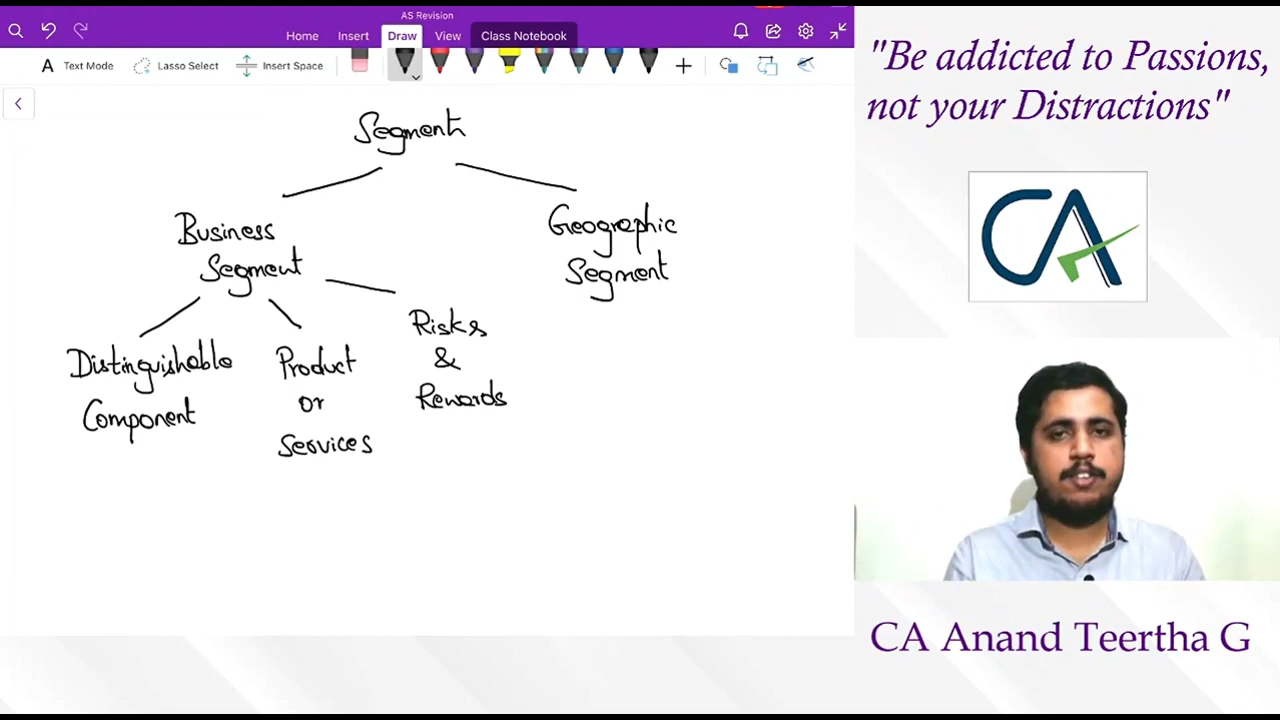 AS Revision
Home Insert Draw View Class Notebook
Text Mode Lasso Select Insert Space
Segment
Business
Segment
Geographic
Segment
Distinguishable
Component
Product
or
Services
Risks
&
Rewards
"Be addicted to Passions,
not your Distractions"
CA
CA Anand Teertha G